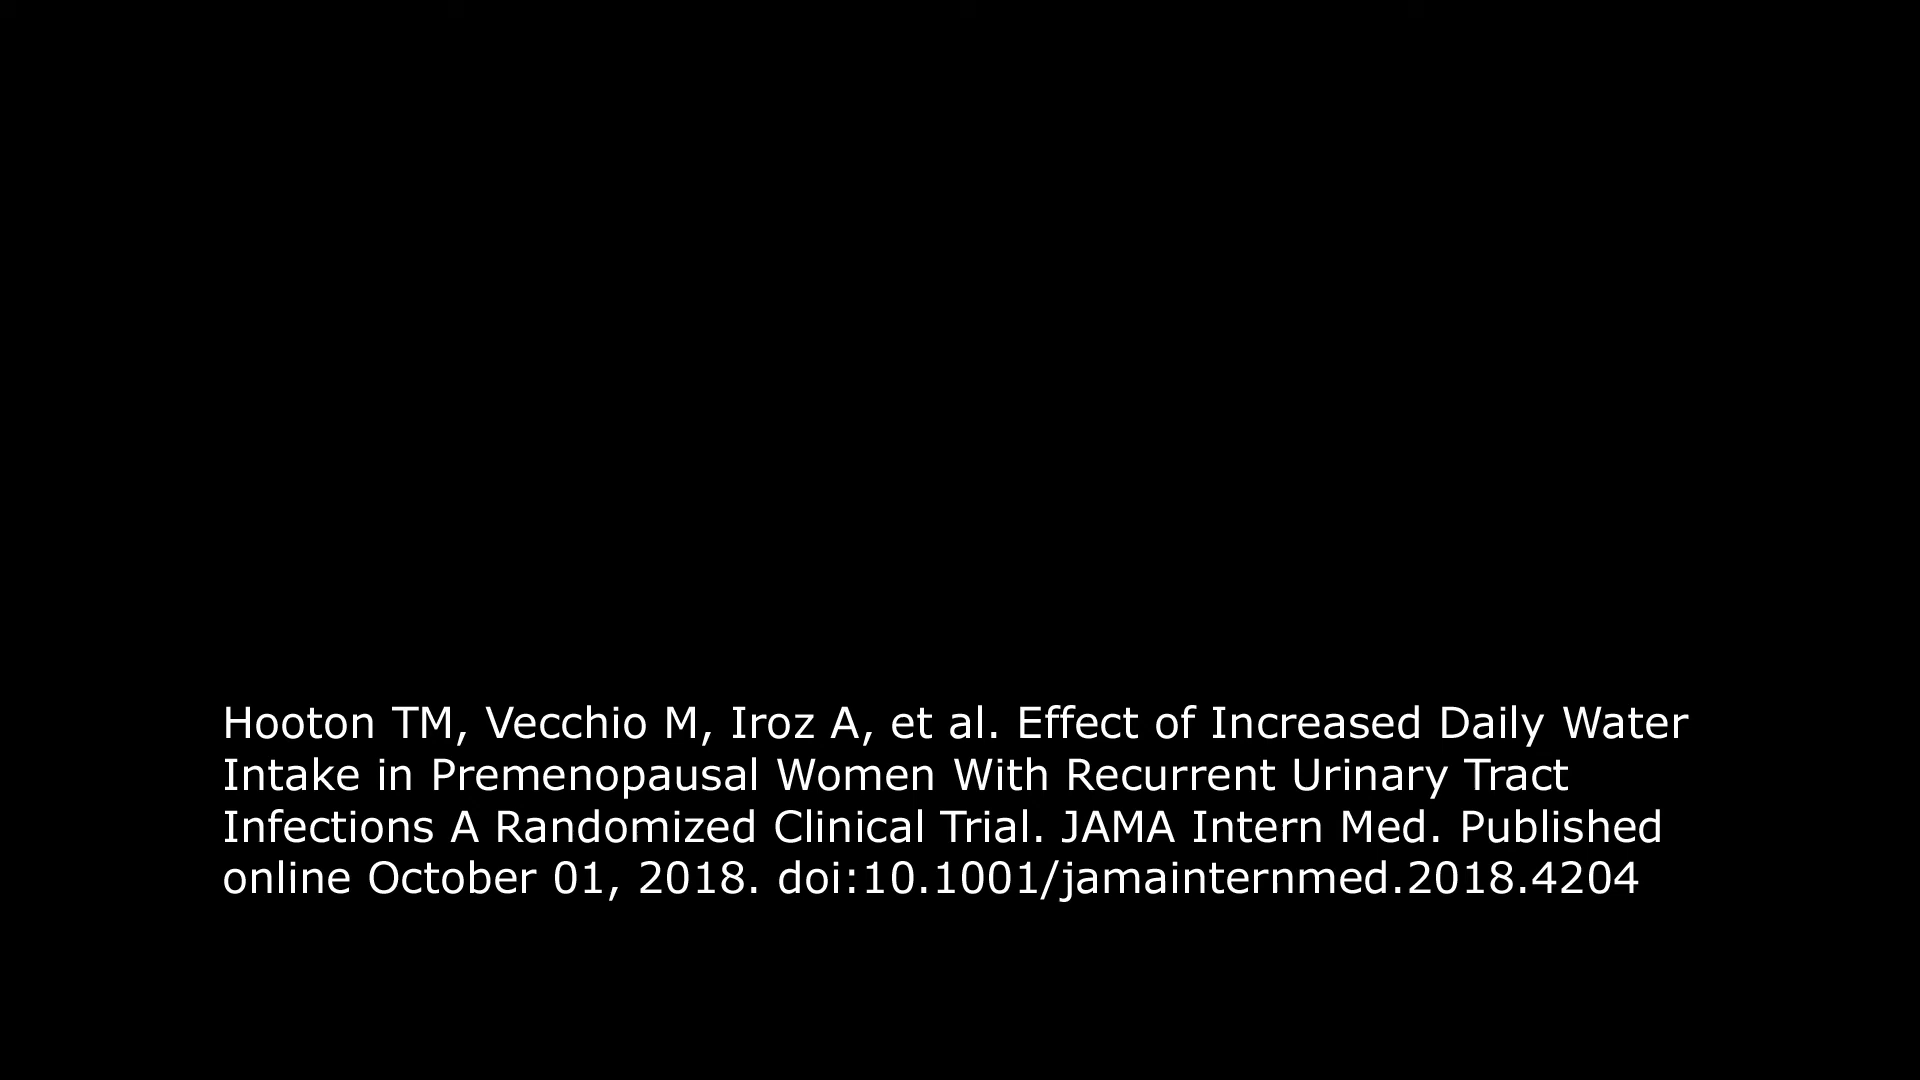 Hooton TM, Vecchio M, Iroz A, et al. Effect of Increased Daily Water
Intake in Premenopausal Women With Recurrent Urinary Tract
Infections A Randomized Clinical Trial. JAMA Intern Med. Published
online October 01, 2018. doi:10.1001/jamainternmed.2018.4204